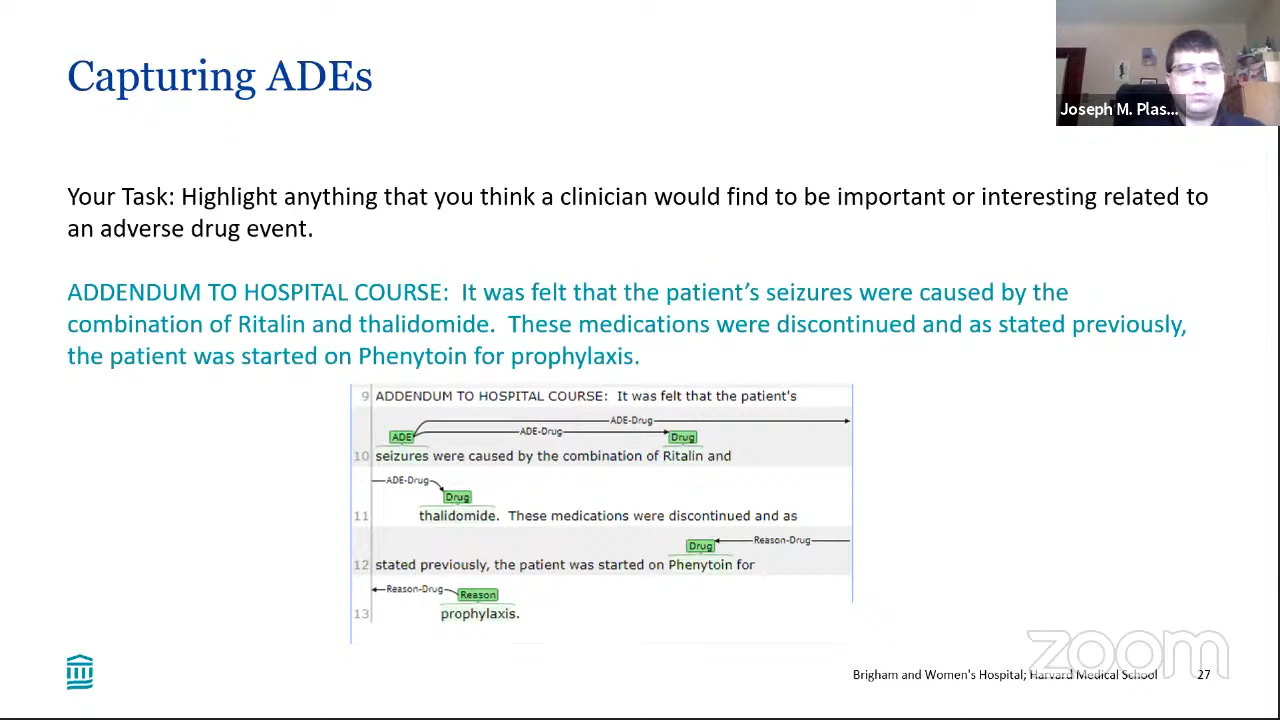 Capturing ADEs
Joseph M. Plas...
Your Task: Highlight anything that you think a clinician would find to be important or interesting related to
an adverse drug event.
ADDENDUM TO HOSPITAL COURSE:  It was felt that the patient’s seizures were caused by the
combination of Ritalin and thalidomide.  These medications were discontinued and as stated previously,
the patient was started on Phenytoin for prophylaxis.
9 ADDENDUM TO HOSPITAL COURSE:  It was felt that the patient's
ADE-Drug
ADE ADE-Drug Drug
10 seizures were caused by the combination of Ritalin and
ADE-Drug
Drug
11 thalidomide.  These medications were discontinued and as
Drug Reason-Drug
12 stated previously, the patient was started on Phenytoin for
Reason-Drug Reason
13 prophylaxis.
zoom
Brigham and Women's Hospital; Harvard Medical School 27